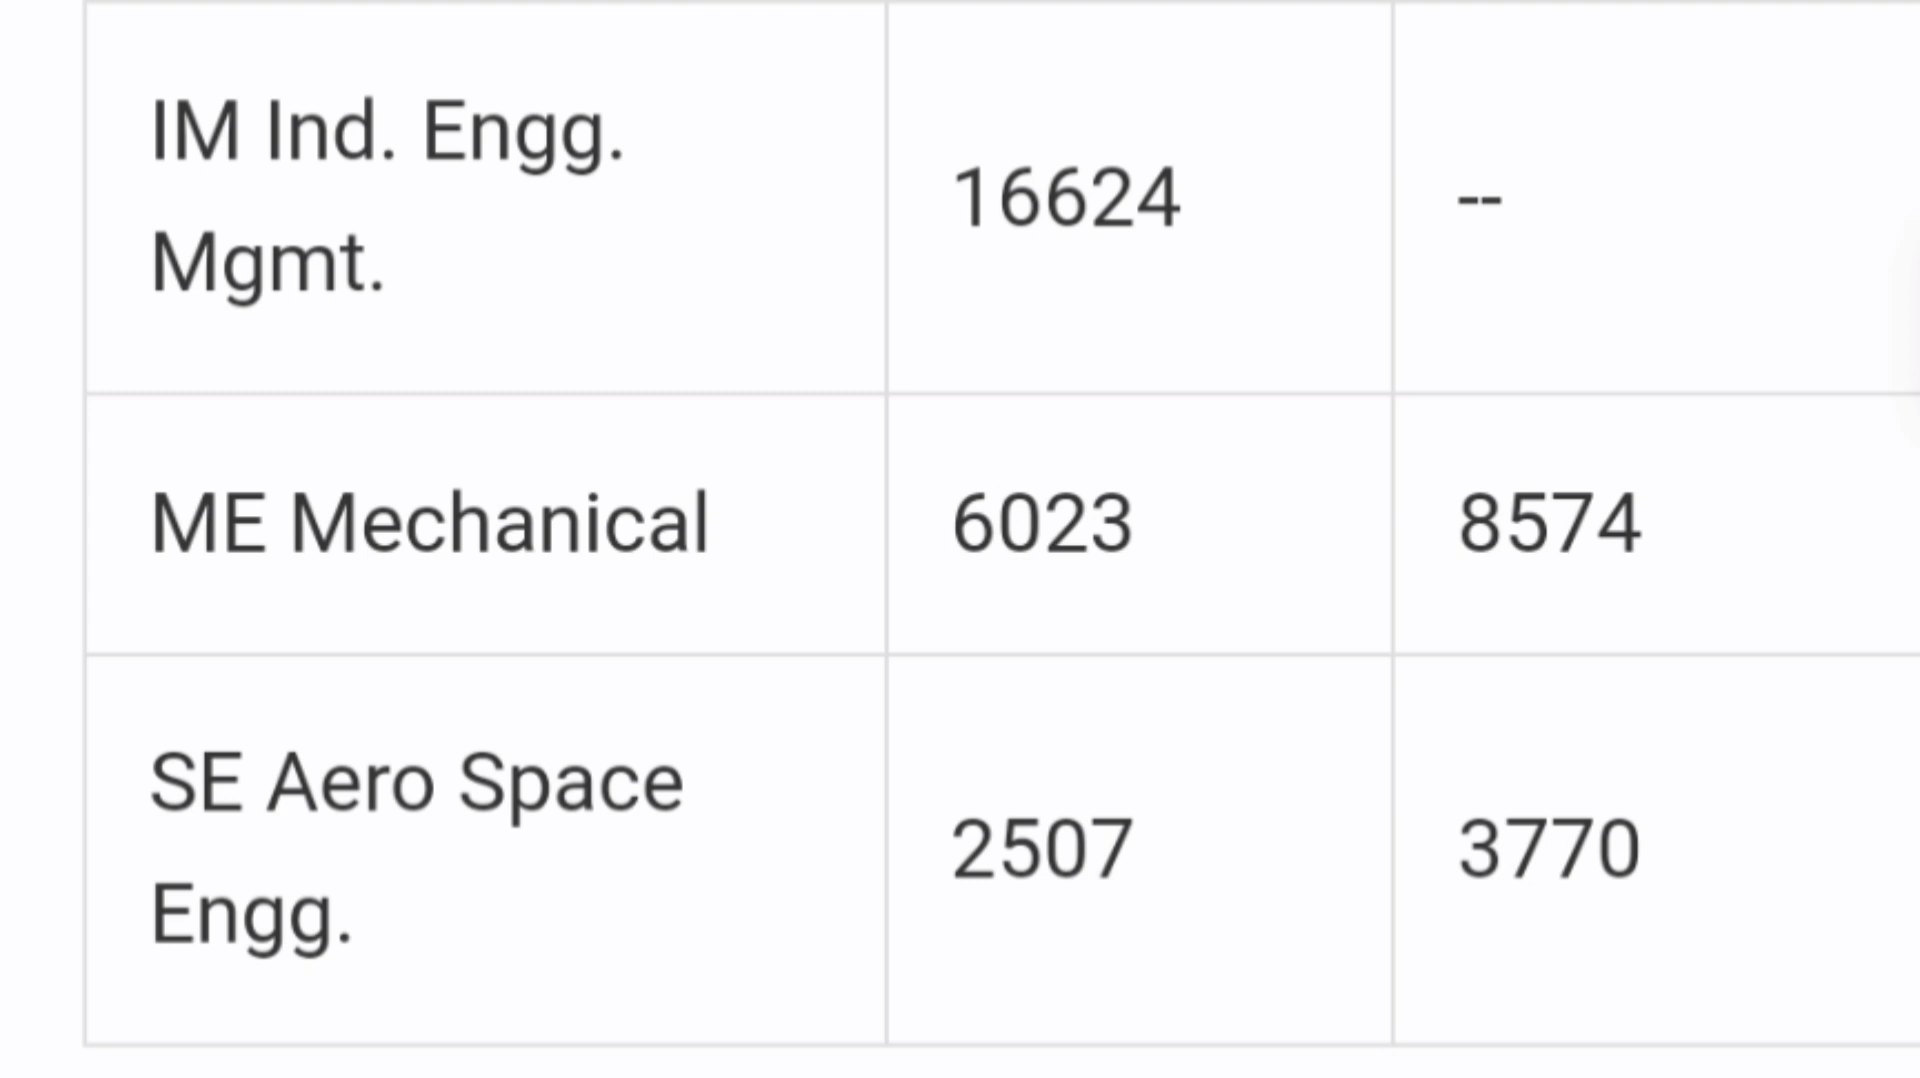 IM Ind. Engg.
Mgmt.
16624
--
ME Mechanical
6023
8574
SE Aero Space
Engg.
2507
3770